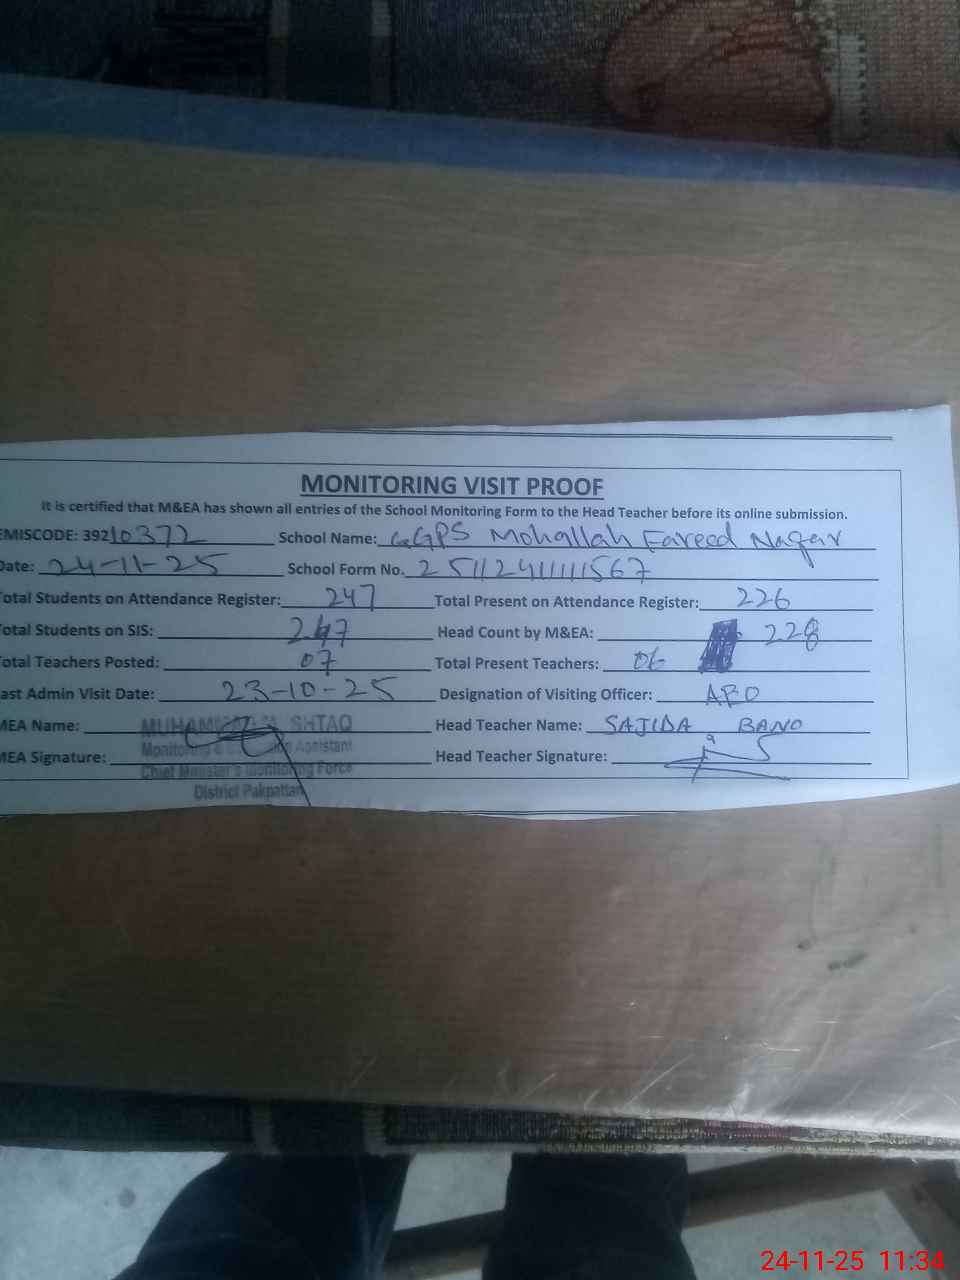 MONITORING VISIT PROOF
It is certified that M&EA has shown all entries of the School Monitoring Form to the Head Teacher before its online submission.
EMISCODE: 39210372 School Name: GGPS Mohallah Fareed Nagar
Date: 24-11-25 School Form No. 251124111111567
Total Students on Attendance Register: 247 Total Present on Attendance Register: 226
Total Students on SIS: 247 Head Count by M&EA: 228
Total Teachers Posted: 07 Total Present Teachers: 06
Last Admin Visit Date: 23-10-25 Designation of Visiting Officer:
MEA Name: Head Teacher Name: SAJIDA BANO
MEA Signature: Head Teacher Signature:
Chief Minister's Monitoring Force
District Pakpattan
24-11-25 11:34